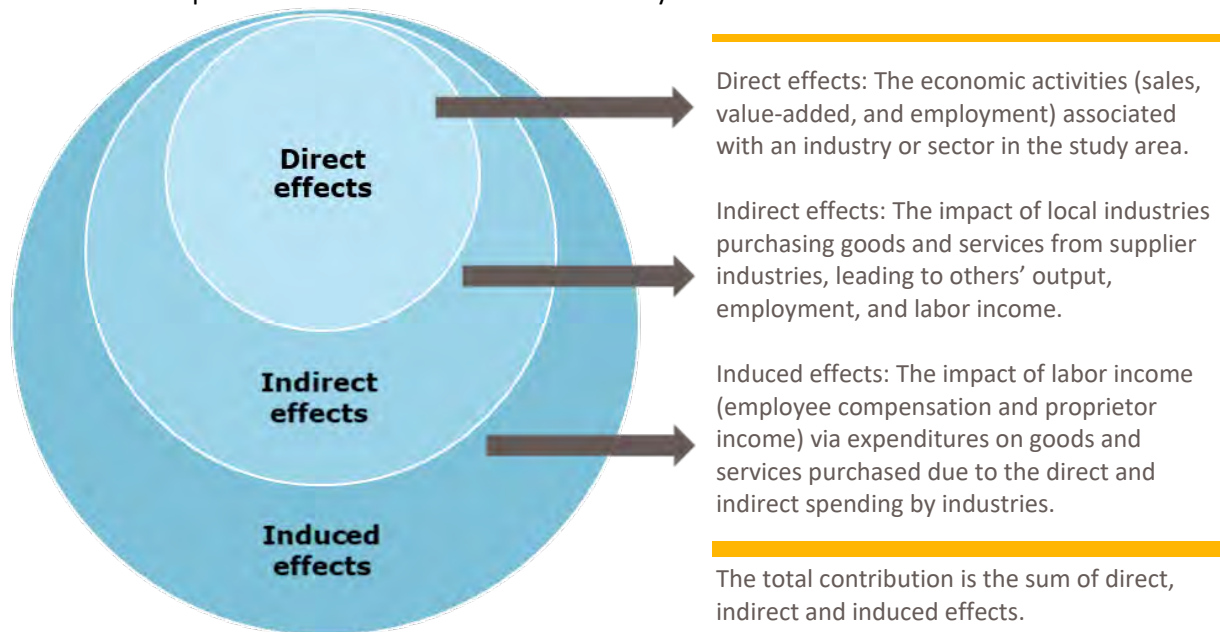 Direct
effects
Indirect
effects
Induced
effects
Direct effects: The economic activities (sales,
value-added, and employment) associated
with an industry or sector in the study area.
Indirect effects: The impact of local industries
purchasing goods and services from supplier
industries, leading to others’ output,
employment, and labor income.
Induced effects: The impact of labor income
(employee compensation and proprietor
income) via expenditures on goods and
services purchased due to the direct and
indirect spending by industries.
The total contribution is the sum of direct,
indirect and induced effects.